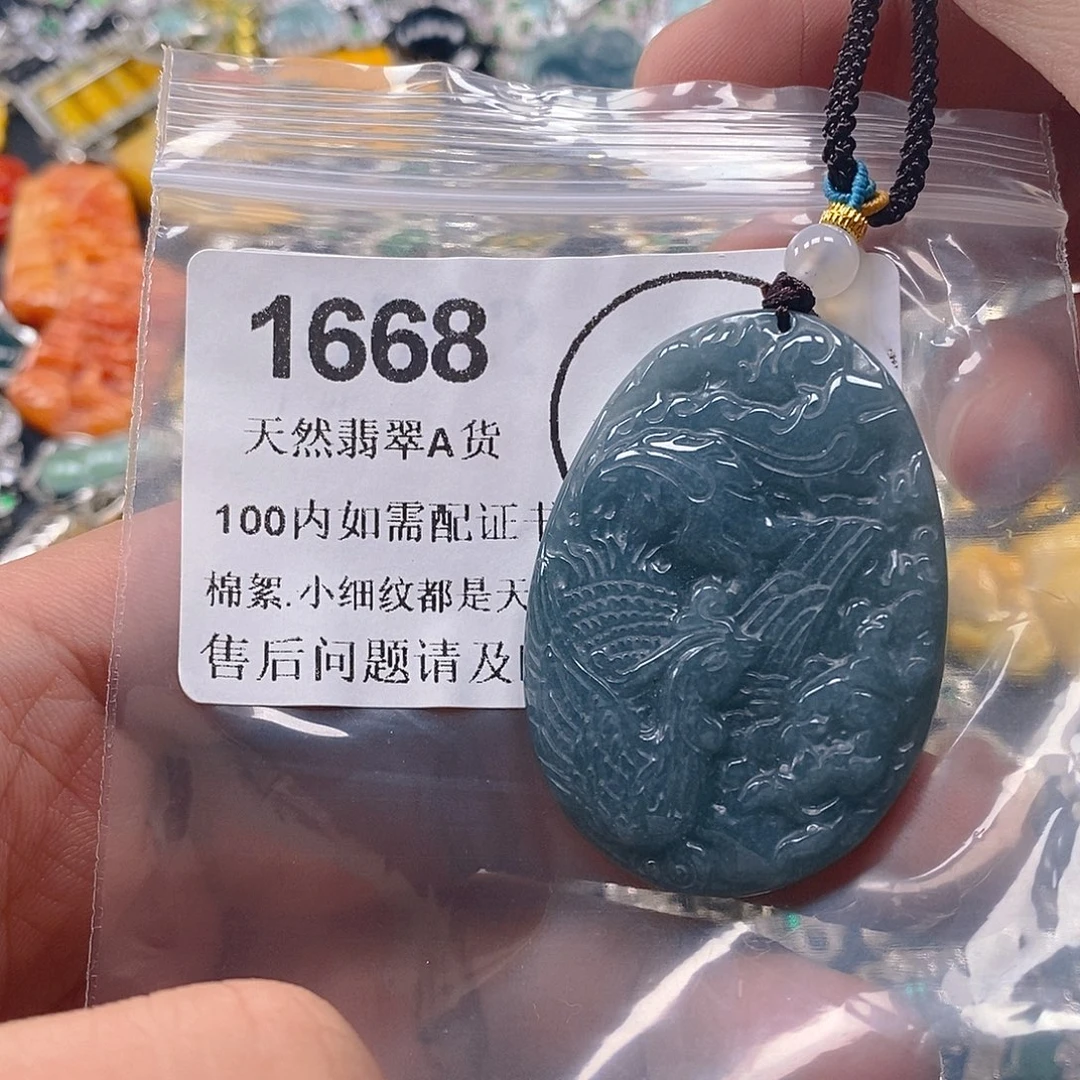 1668
天然翡翠A货
100内如需配证
棉絮.小细纹都是天
售后问题请及